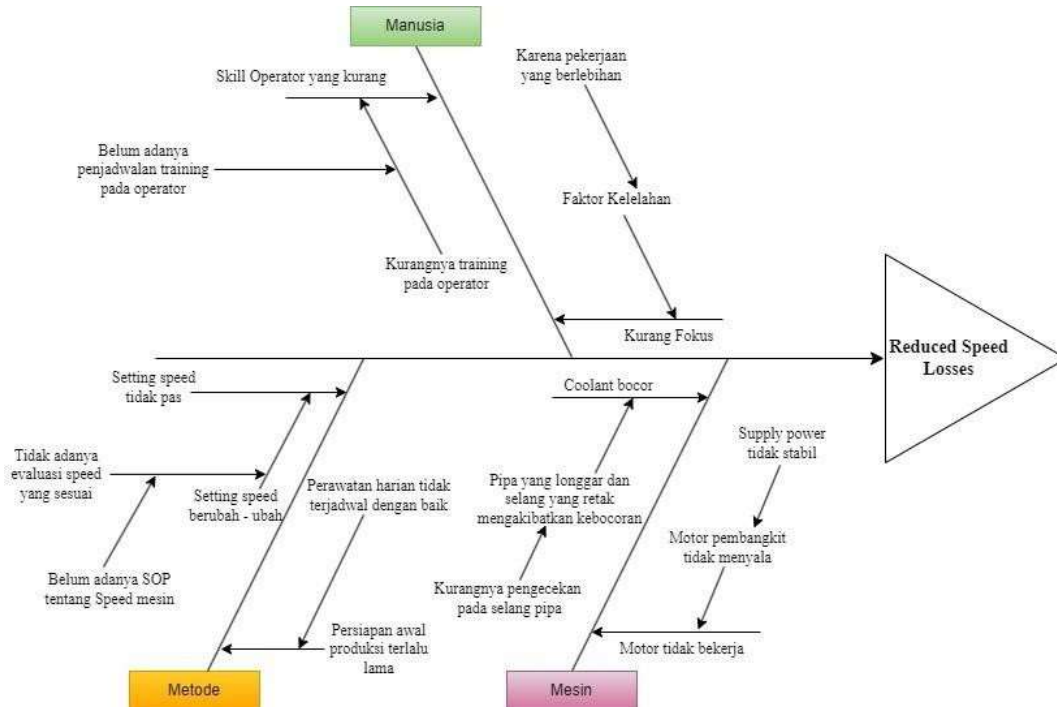 Manusia
Karena pekerjaan
yang berlebihan
Skill Operator yang kurang
Belum adanya
penjadwalan training
pada operator
Faktor Kelelahan
Kurangnya training
pada operator
Kurang Fokus
Reduced Speed
Losses
Setting speed
tidak pas
Coolant bocor
Supply power
tidak stabil
Tidak adanya
evaluasi speed
yang sesuai
Setting speed
berubah - ubah
Perawatan harian tidak
terjadwal dengan baik
Pipa yang longgar dan
selang yang retak
mengakibatkan kebocoran
Motor pembangkit
tidak menyala
Belum adanya SOP
tentang Speed mesin
Kurangnya pengecekan
pada selang pipa
Persiapan awal
produksi terlalu
lama
Motor tidak bekerja
Metode
Mesin